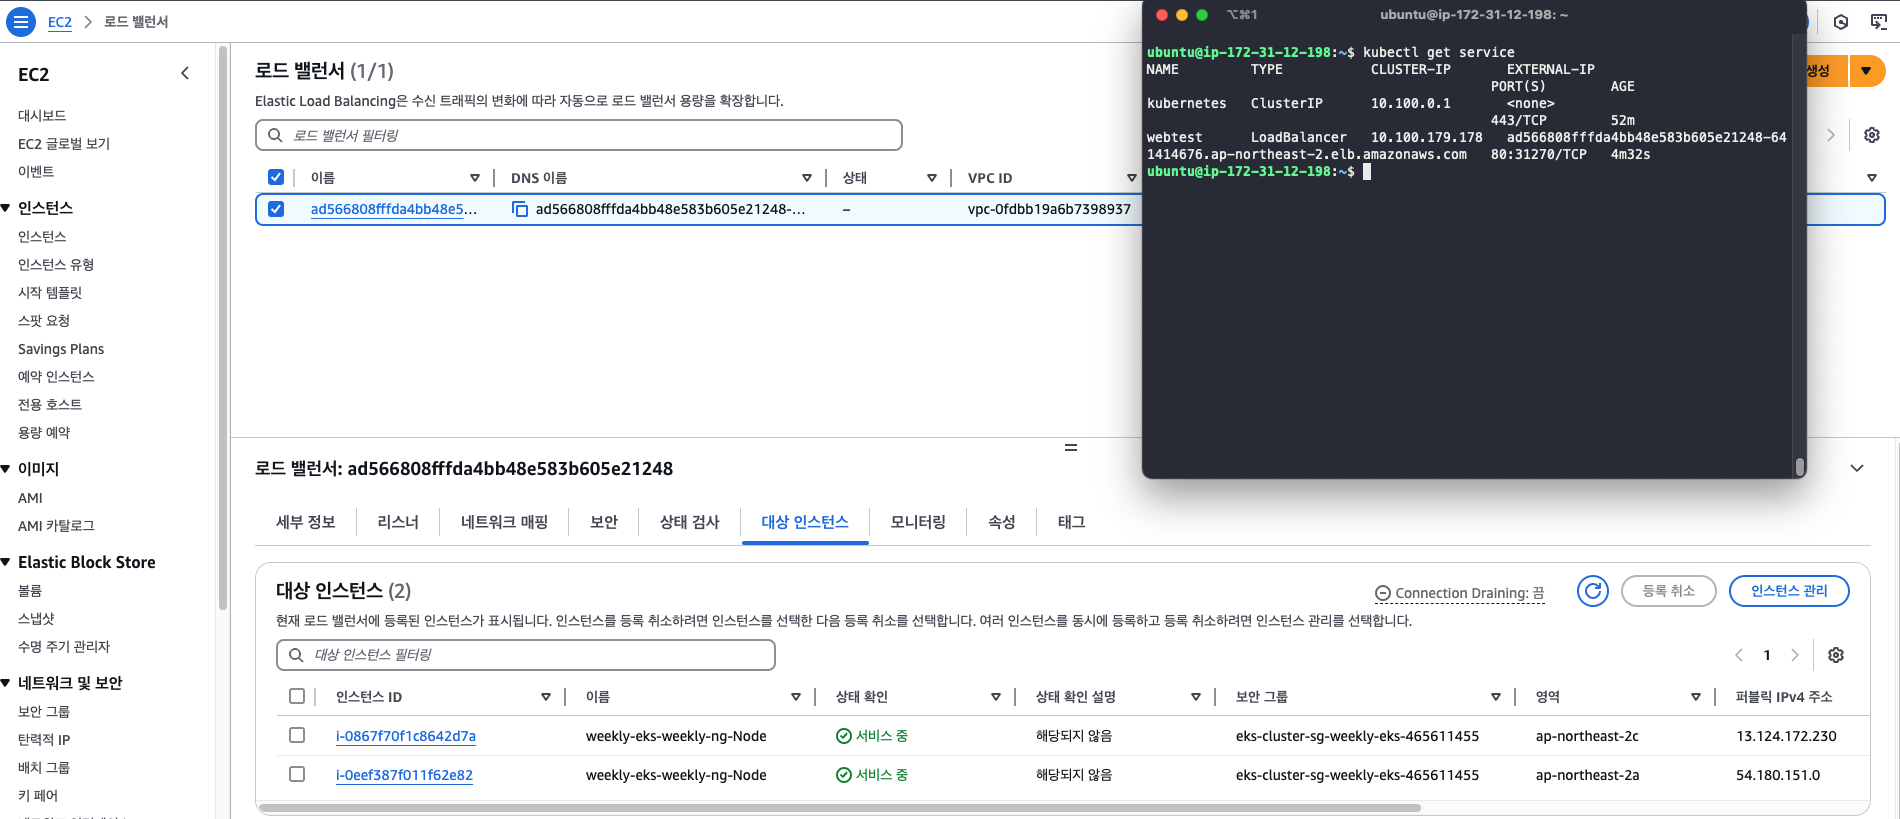 EC2 > 로드 밸런서
EC2
대시보드
EC2 글로벌 보기
이벤트
인스턴스
인스턴스
인스턴스 유형
시작 템플릿
스팟 요청
Savings Plans
예약 인스턴스
전용 호스트
용량 예약
이미지
AMI
AMI 카탈로그
Elastic Block Store
볼륨
스냅샷
수명 주기 관리자
네트워크 및 보안
보안 그룹
탄력적 IP
배치 그룹
키 페어
로드 밸런서 (1/1)
Elastic Load Balancing은 수신 트래픽의 변화에 따라 자동으로 로드 밸런서 용량을 확장합니다.
로드 밸런서 필터링
생성
이름 DNS 이름 상태 VPC ID
ad566808fffda4bb48e5... ad566808fffda4bb48e583b605e21248-... – vpc-0fdbb19a6b7398937
⌥⌘1 ubuntu@ip-172-31-12-198: ~
ubuntu@ip-172-31-12-198:~$ kubectl get service
NAME TYPE CLUSTER-IP EXTERNAL-IP
PORT(S) AGE
kubernetes ClusterIP 10.100.0.1 <none>
443/TCP 52m
webtest LoadBalancer 10.100.179.178 ad566808fffda4bb48e583b605e21248-64
1414676.ap-northeast-2.elb.amazonaws.com 80:31270/TCP 4m32s
ubuntu@ip-172-31-12-198:~$
로드 밸런서: ad566808fffda4bb48e583b605e21248
세부 정보 리스너 네트워크 매핑 보안 상태 검사 대상 인스턴스 모니터링 속성 태그
대상 인스턴스 (2)
Connection Draining: 끔 등록 취소 인스턴스 관리
현재 로드 밸런서에 등록된 인스턴스가 표시됩니다. 인스턴스를 등록 취소하려면 인스턴스를 선택한 다음 등록 취소를 선택합니다. 여러 인스턴스를 동시에 등록하고 등록 취소하려면 인스턴스 관리를 선택합니다.
대상 인스턴스 필터링
1
인스턴스 ID 이름 상태 확인 상태 확인 설명 보안 그룹 영역 퍼블릭 IPv4 주소
i-0867f70f1c8642d7a weekly-eks-weekly-ng-Node 서비스 중 해당되지 않음 eks-cluster-sg-weekly-eks-465611455 ap-northeast-2c 13.124.172.230
i-0eef387f011f62e82 weekly-eks-weekly-ng-Node 서비스 중 해당되지 않음 eks-cluster-sg-weekly-eks-465611455 ap-northeast-2a 54.180.151.0